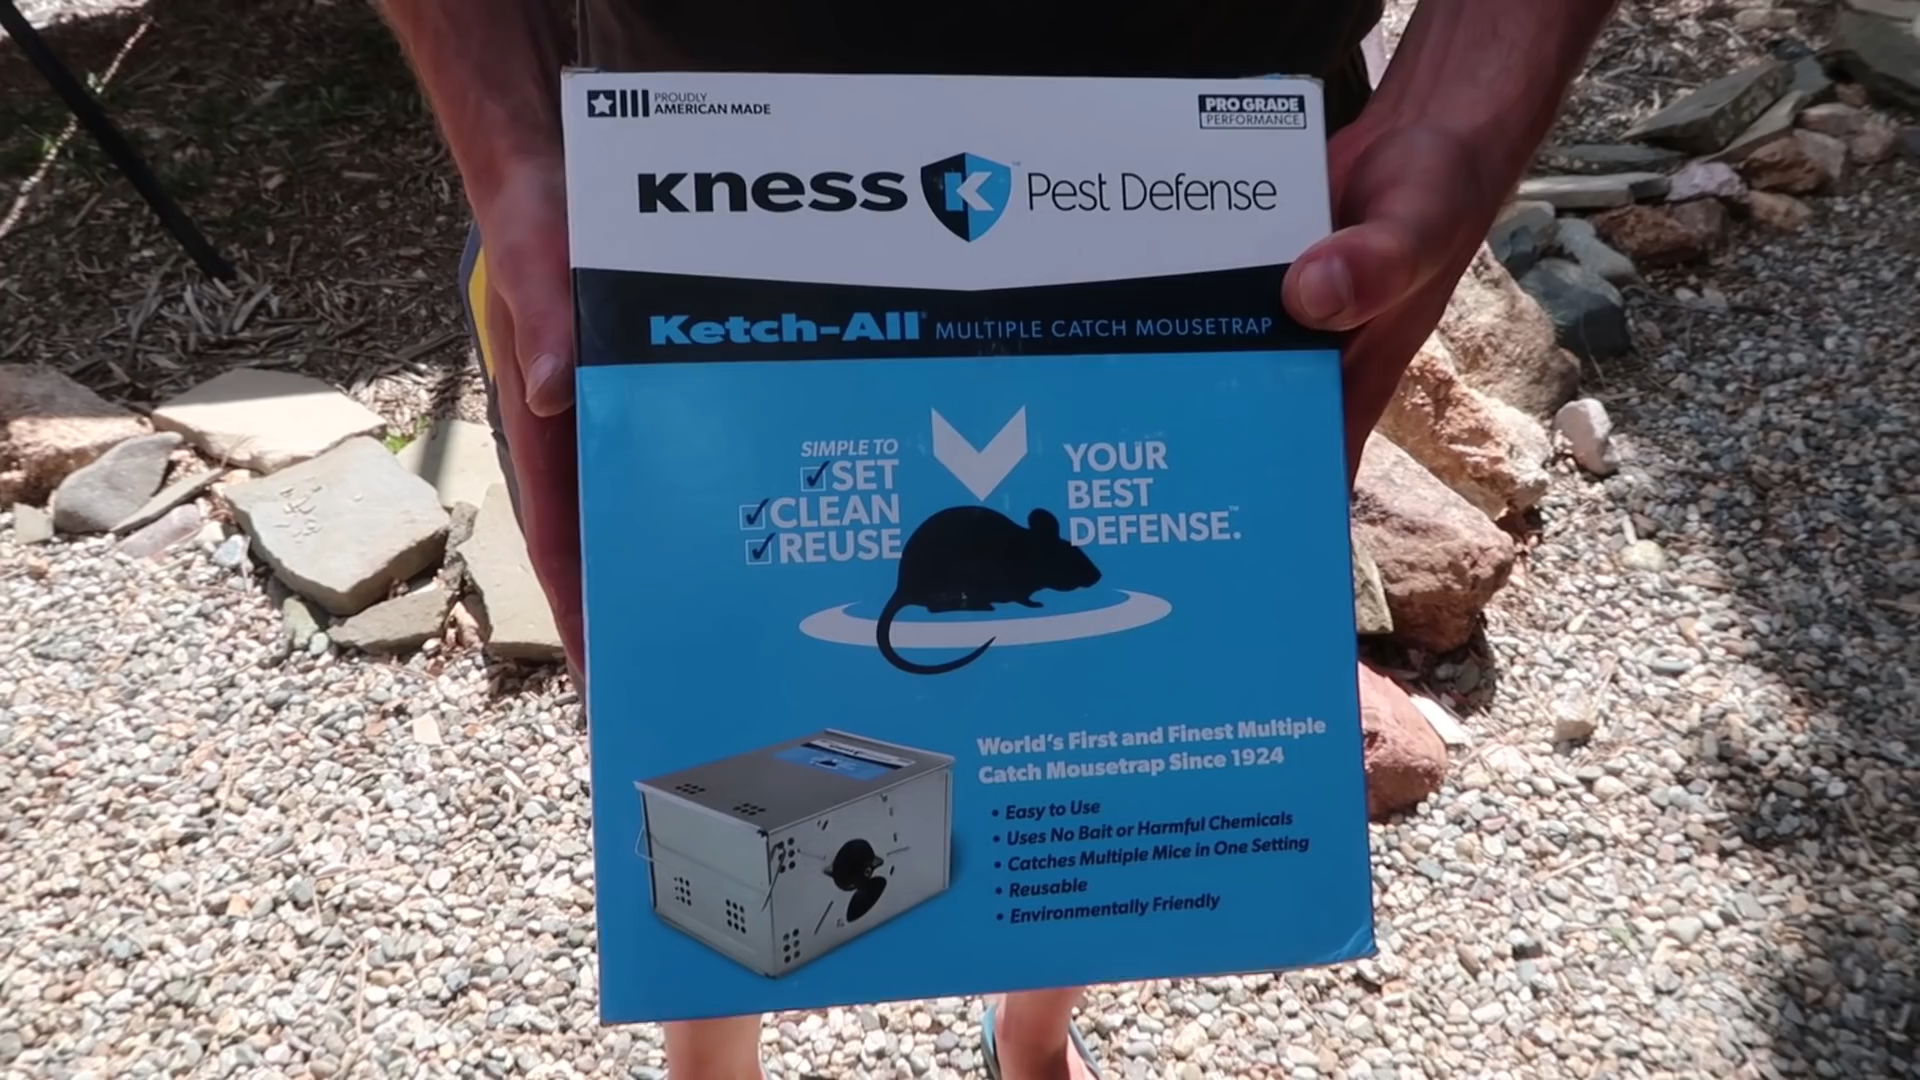 PROUDLY
AMERICAN MADE
PRO GRADE
PERFORMANCE
Kness K™ Pest Defense
Ketch-All® MULTIPLE CATCH MOUSETRAP
SIMPLE TO
SET
CLEAN
REUSE
YOUR
BEST
DEFENSE.™
World's First and Finest Multiple
Catch Mousetrap Since 1924
• Easy to Use
• Uses No Bait or Harmful Chemicals
• Catches Multiple Mice in One Setting
• Reusable
• Environmentally Friendly